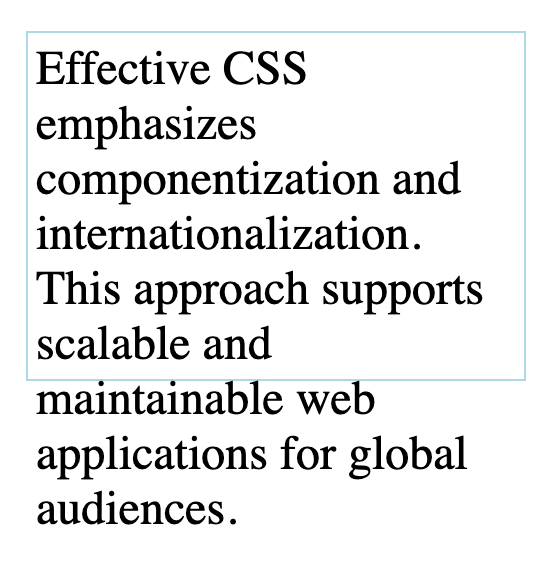 Effective CSS
emphasizes
componentization and
internationalization.
This approach supports
scalable and
maintainable web
applications for global
audiences.